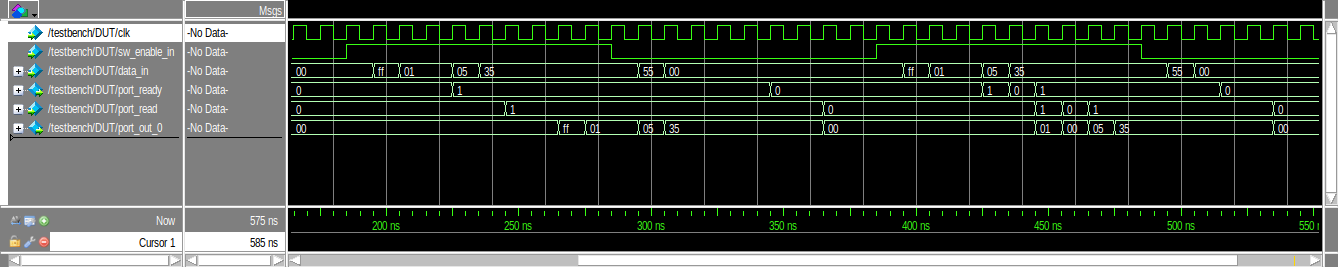 Msgs
/testbench/DUT/clk -No Data-
/testbench/DUT/sw_enable_in -No Data-
/testbench/DUT/data_in -No Data- 00 ff 01 05 35 55 00 ff 01 05 35 55 00
/testbench/DUT/port_ready -No Data- 0 1 0 1 0 1 0
/testbench/DUT/port_read -No Data- 0 1 0 1 0 1 0
/testbench/DUT/port_out_0 -No Data- 00 ff 01 05 35 00 01 00 05 35 00
Now 575 ns 200 ns 250 ns 300 ns 350 ns 400 ns 450 ns 500 ns 550 ns
Cursor 1 585 ns